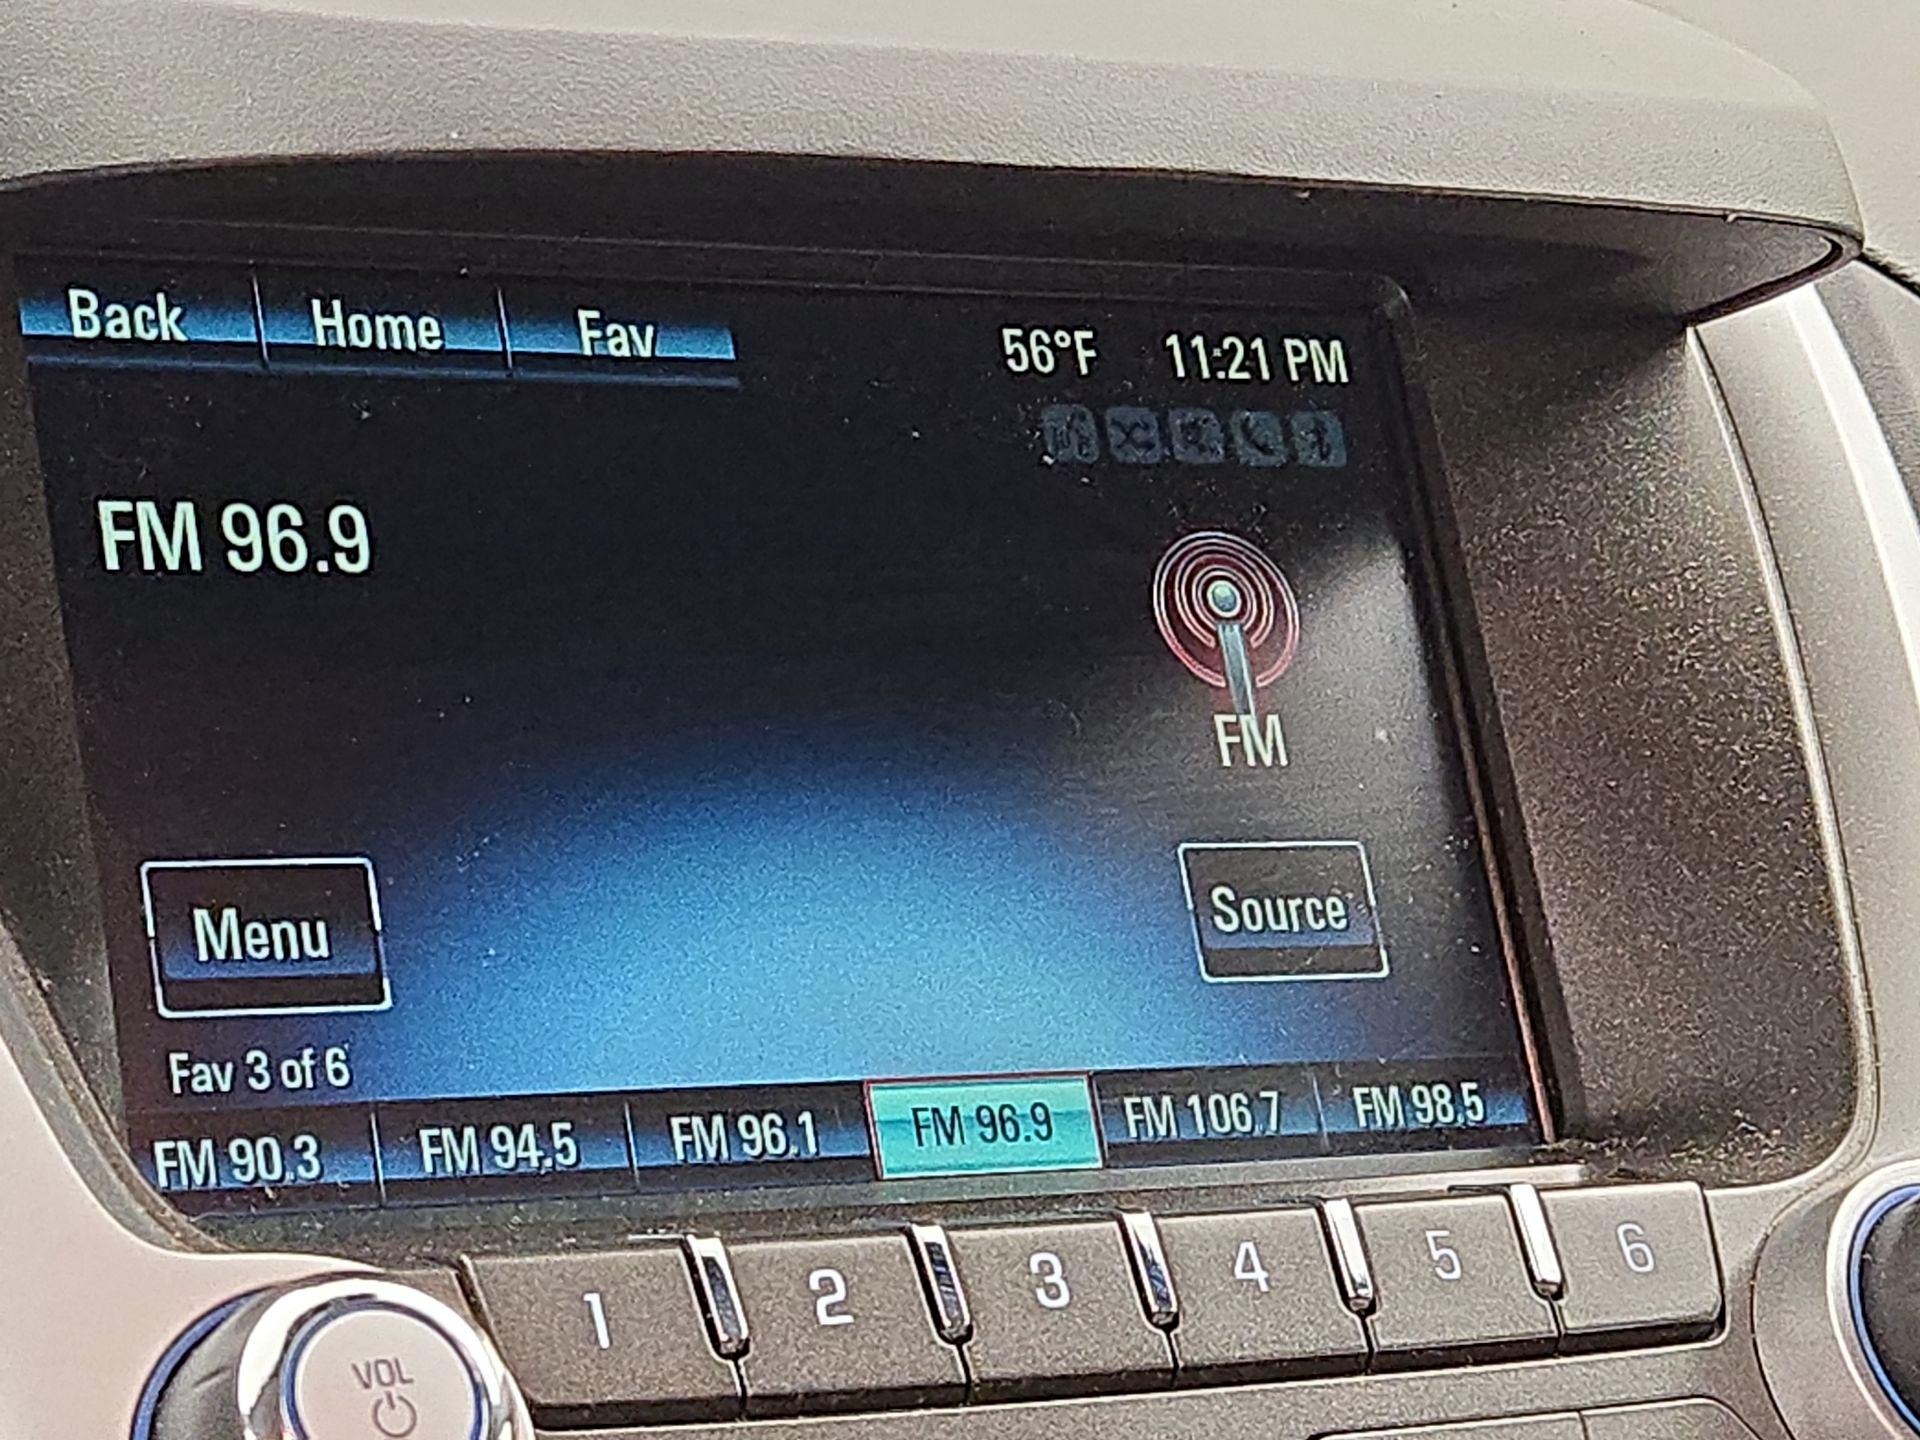 Back Home Fav
56°F 11:21 PM
FM 96.9
FM
Menu
Source
Fav 3 of 6
FM 90.3 FM 94.5 FM 96.1 FM 96.9 FM 106.7 FM 98.5
1 2 3 4 5 6
VOL